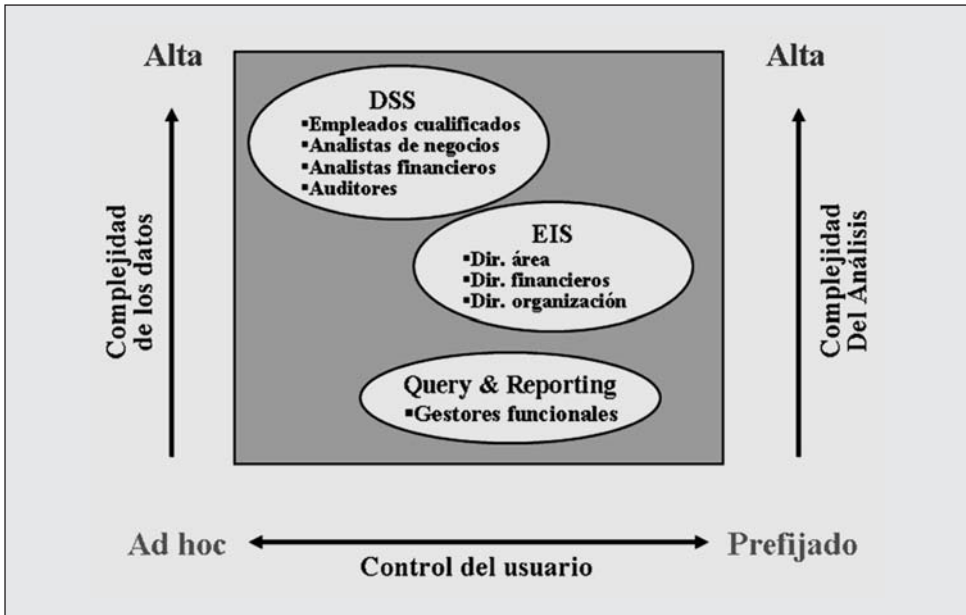 Alta
Alta
DSS
▪Empleados cualificados
▪Analistas de negocios
▪Analistas financieros
▪Auditores
EIS
▪Dir. área
▪Dir. financieros
▪Dir. organización
Query & Reporting
▪Gestores funcionales
Complejidad
de los datos
Complejidad
Del Análisis
Ad hoc
Prefijado
Control del usuario